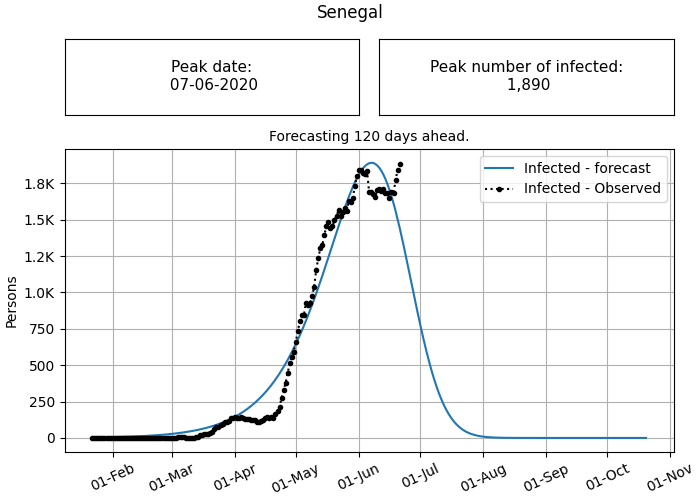 Senegal
Peak date:
07-06-2020
Peak number of infected:
1,890
Forecasting 120 days ahead.
Infected - forecast
Infected - Observed
Persons
1.8K
1.5K
1.2K
1.0K
750
500
250
0
01-Feb
01-Mar
01-Apr
01-May
01-Jun
01-Jul
01-Aug
01-Sep
01-Oct
01-Nov